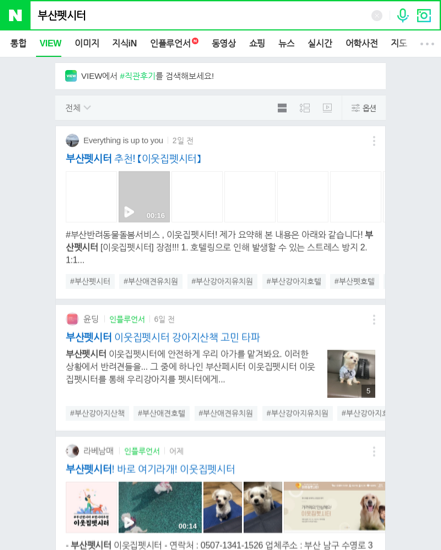 N 부산펫시터
통합 VIEW 이미지 지식iN 인플루언서 동영상 쇼핑 뉴스 실시간 어학사전 지도
VIEW에서 #직관후기를 검색해보세요!
전체 옵션
Everything is up to you 2일 전
부산펫시터 추천! [이웃집펫시터]
00:16
#부산반려동물돌봄서비스 , 이웃집펫시터! 제가 요약해 본 내용은 아래와 같습니다! 부
산펫시터 [이웃집펫시터] 장점!!! 1. 호텔링으로 인해 발생할 수 있는 스트레스 방지 2.
1:1...
#부산펫시터 #부산애견유치원 #부산강아지유치원 #부산강아지호텔 #부산펫호텔
윤딩 인플루언서 6일 전
부산펫시터 이웃집펫시터 강아지산책 고민 타파
부산펫시터 이웃집펫시터에 안전하게 우리 아가를 맡겨봐요. 이러한
상황에서 반려견들을... 그 중에 하나인 부산페시터 이웃집펫시터 이웃
집펫시터를 통해 우리강아지를 펫시터에게...
5
#부산강아지산책 #부산애견호텔 #부산애견유치원 #부산강아지유치원 #부산강아지호
라베남매 인플루언서 어제
부산펫시터! 바로 여기라개! 이웃집펫시터
이웃집펫시터
00:14
- 부산펫시터 이웃집펫시터 - 연락처 : 0507-1341-1526 업체주소 : 부산 남구 수영로 3